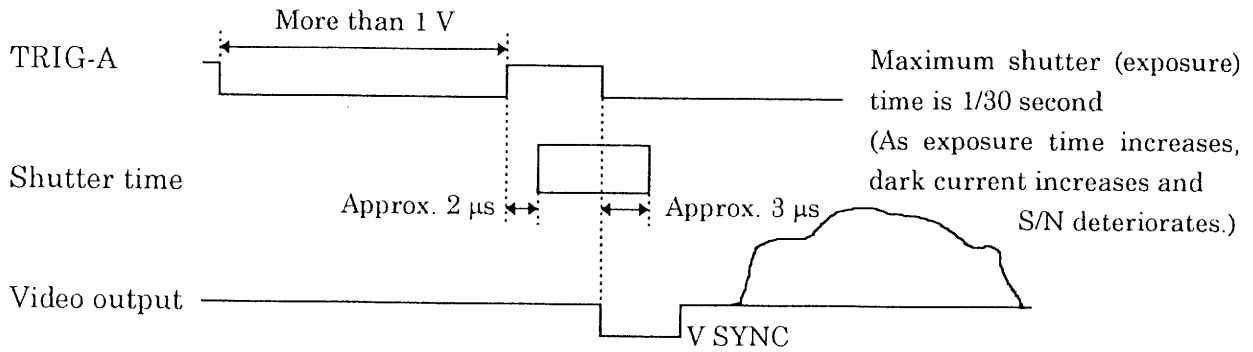 More than 1 V
TRIG-A
Maximum shutter (exposure)
time is 1/30 second
(As exposure time increases,
dark current increases and
S/N deteriorates.)
Shutter time
Approx. 2 μs
Approx. 3 μs
Video output
V SYNC